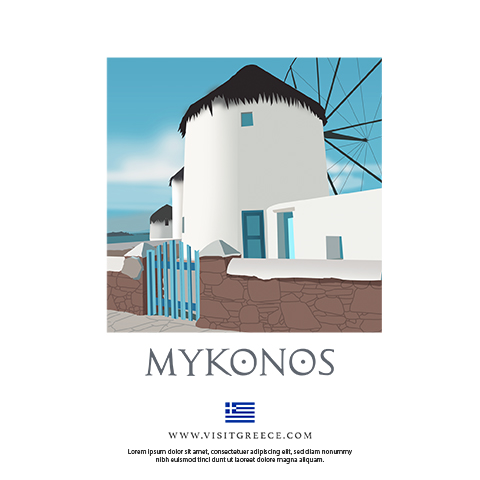 MYKONOS
WWW.VISITGREECE.COM
Lorem ipsum dolor sit amet, consectetuer adipiscing elit, sed diam nonummy
nibh euismod tinci dunt ut laoreet dolore magna aliquam.